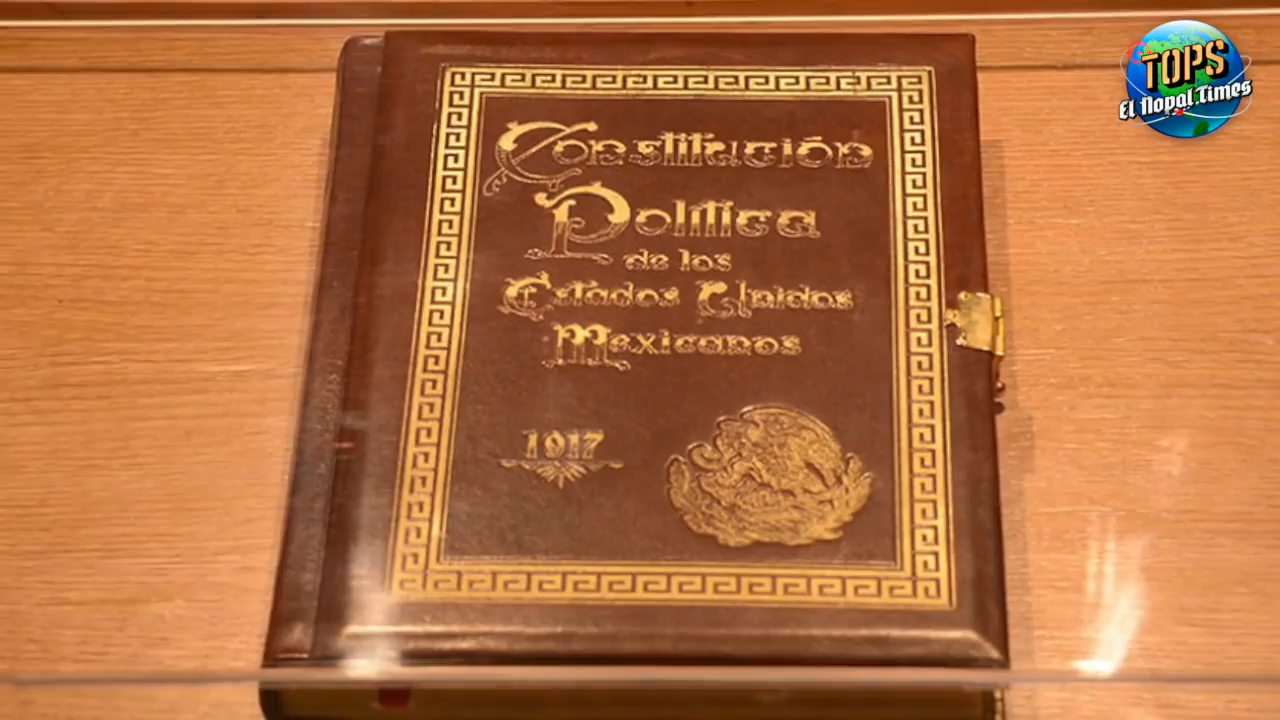 TOPS
El Nopal Times
Constitución
Política
de los
Estados Unidos
Mexicanos
1917